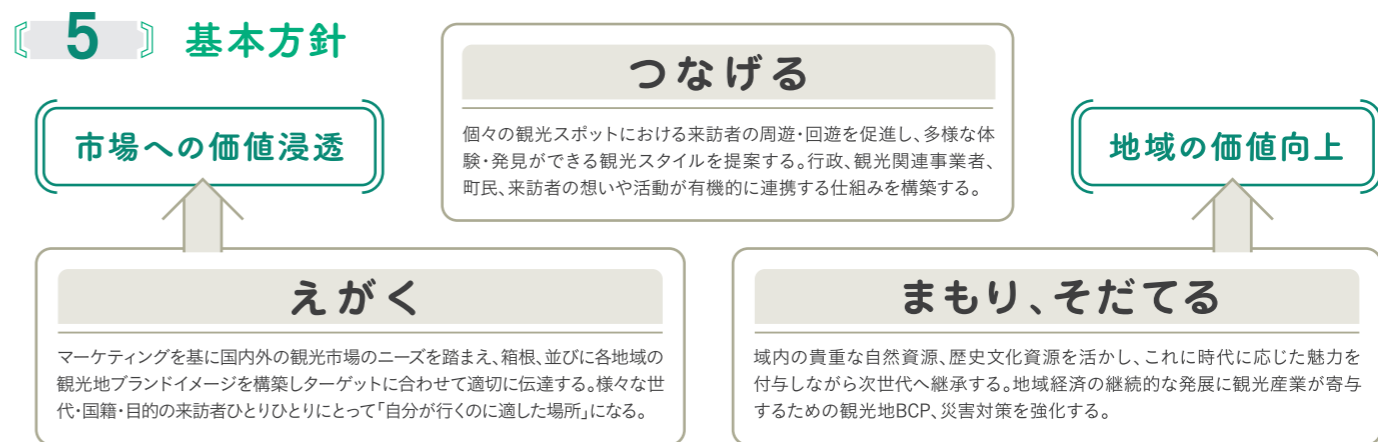 5 基本方針
つなげる
個々の観光スポットにおける来訪者の周遊・回遊を促進し、多様な体
験・発見ができる観光スタイルを提案する。行政、観光関連事業者、
町民、来訪者の想いや活動が有機的に連携する仕組みを構築する。
市場への価値浸透
地域の価値向上
えがく
マーケティングを基に国内外の観光市場のニーズを踏まえ、箱根、並びに各地域の
観光地ブランドイメージを構築しターゲットに合わせて適切に伝達する。様々な世
代・国籍・目的の来訪者ひとりひとりにとって「自分が行くのに適した場所」になる。
まもり、そだてる
域内の貴重な自然資源、歴史文化資源を活かし、これに時代に応じた魅力を
付与しながら次世代へ継承する。地域経済の継続的な発展に観光産業が寄与
するための観光地BCP、災害対策を強化する。